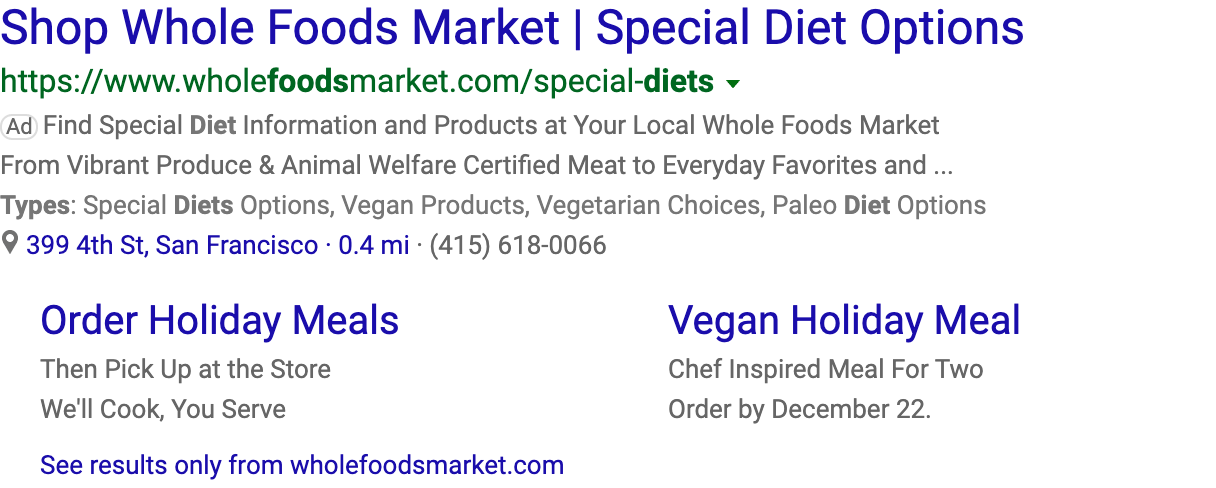 Shop Whole Foods Market | Special Diet Options
https://www.wholefoodsmarket.com/special-diets
Ad Find Special Diet Information and Products at Your Local Whole Foods Market
From Vibrant Produce & Animal Welfare Certified Meat to Everyday Favorites and ...
Types: Special Diets Options, Vegan Products, Vegetarian Choices, Paleo Diet Options
399 4th St, San Francisco · 0.4 mi · (415) 618-0066
Order Holiday Meals
Then Pick Up at the Store
We'll Cook, You Serve
Vegan Holiday Meal
Chef Inspired Meal For Two
Order by December 22.
See results only from wholefoodsmarket.com